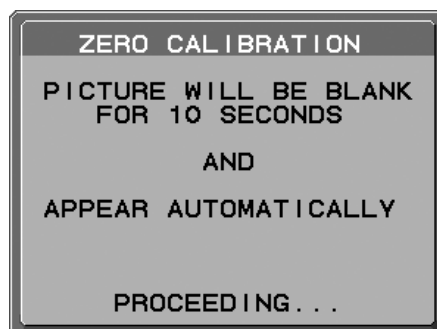 ZERO CALIBRATION
PICTURE WILL BE BLANK
FOR 10 SECONDS
AND
APPEAR AUTOMATICALLY
PROCEEDING...